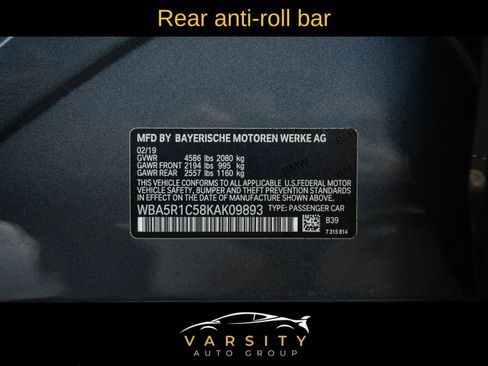 Rear anti-roll bar
MFD BY BAYERISCHE MOTOREN WERKE AG
02/19
GVWR 4586 lbs 2080 kg
GAWR FRONT 2194 lbs 995 kg
GAWR REAR 2557 lbs 1160 kg
THIS VEHICLE CONFORMS TO ALL APPLICABLE U.S.FEDERAL MOTOR
VEHICLE SAFETY, BUMPER AND THEFT PREVENTION STANDARDS
IN EFFECT ON THE DATE OF MANUFACTURE SHOWN ABOVE.
WBA5R1C58KAK09893 TYPE: PASSENGER CAR
B39
7 315 814
VARSITY
AUTO GROUP